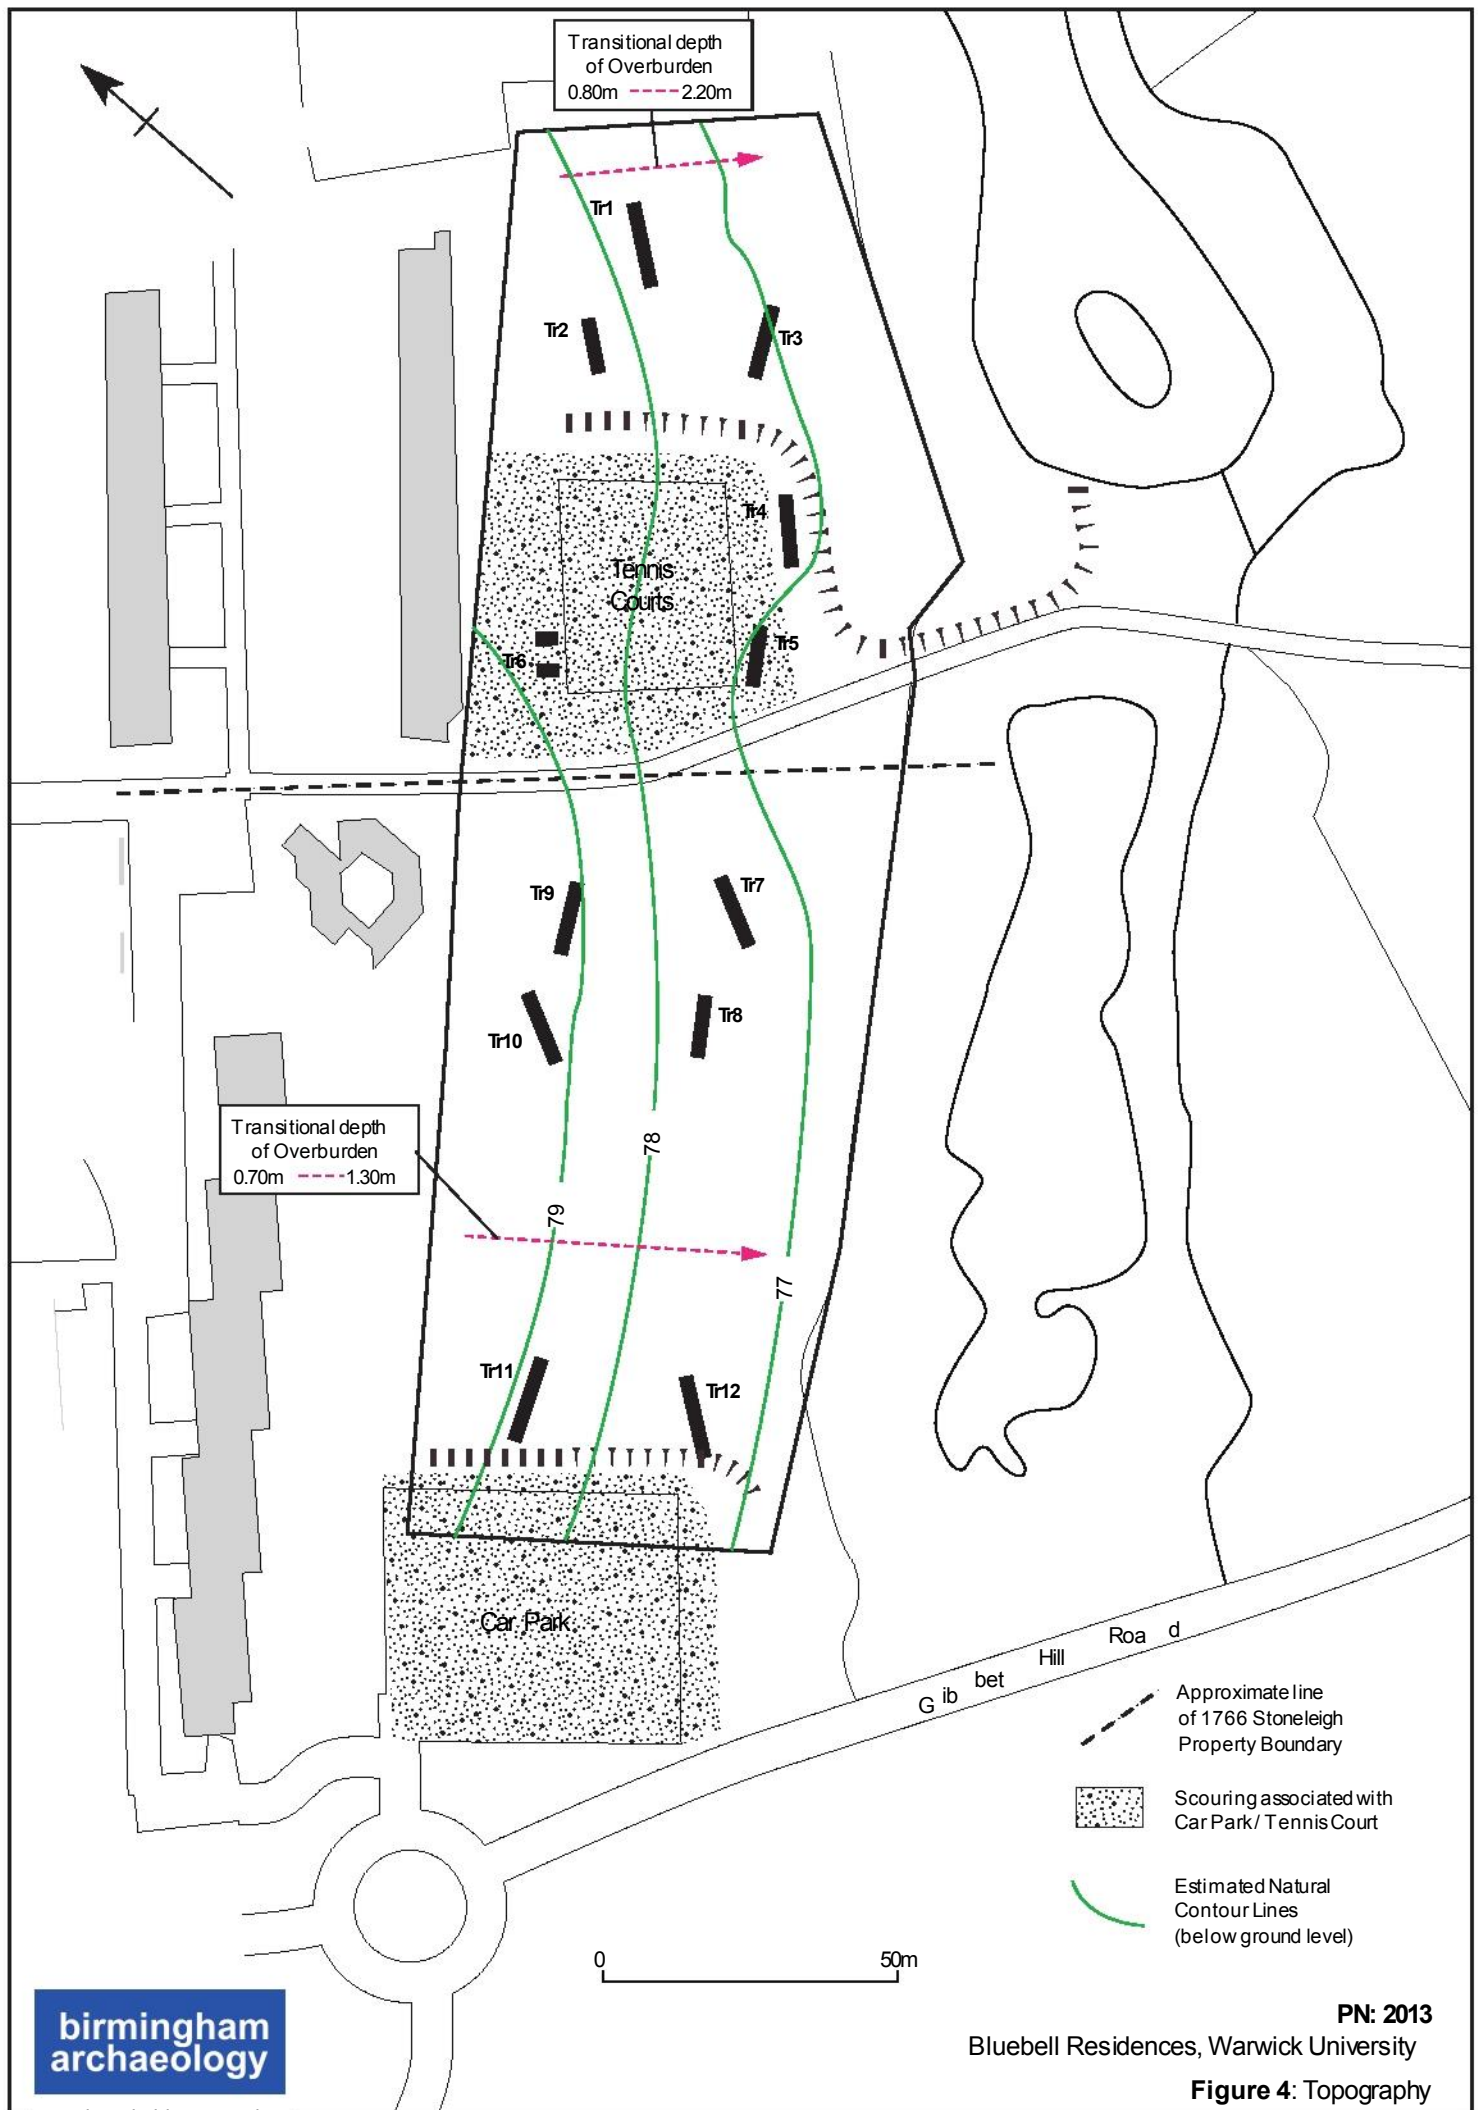 Transitional depth
of Overburden
0.80m 2.20m
Tr1
Tr2
Tr3
Tr4
Tennis
Courts
Tr5
Tr6
Tr9
Tr7
Tr8
Tr10
Transitional depth
of Overburden
0.70m 1.30m
78
79
77
Tr11
Tr12
Car Park
Gibbet Hill Road
Approximate line
of 1766 Stoneleigh
Property Boundary
Scouring associated with
Car Park / Tennis Court
Estimated Natural
Contour Lines
(below ground level)
0 50m
birmingham
archaeology
PN: 2013
Bluebell Residences, Warwick University
Figure 4: Topography